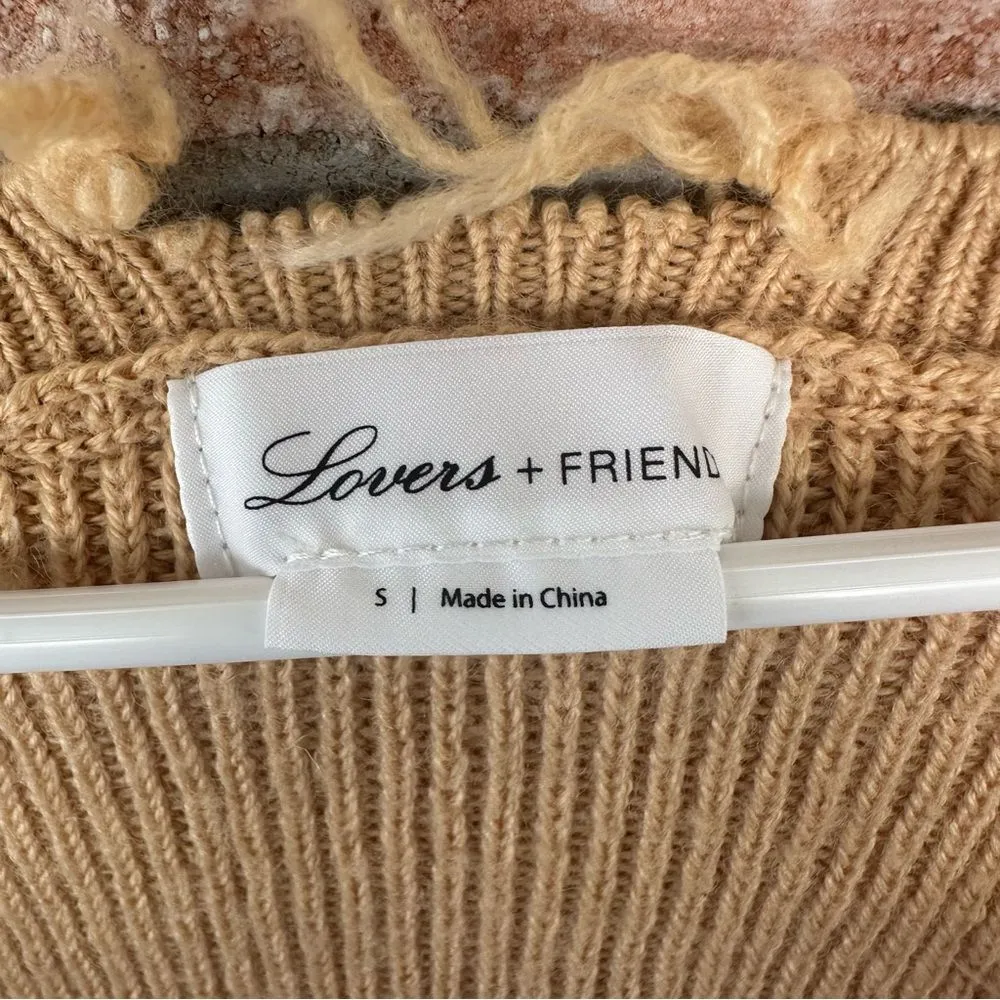 Lovers + FRIEND
S | Made in China